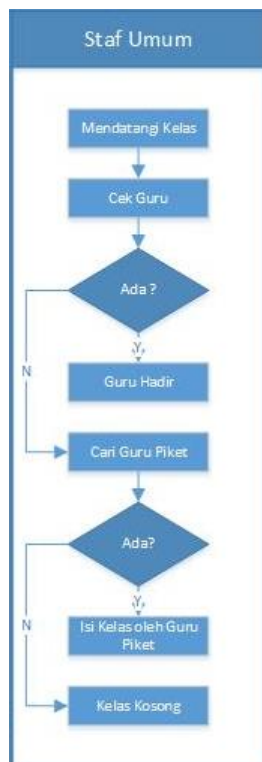 Staf Umum
Mendatangi Kelas
Cek Guru
Ada ?
Y
N
Guru Hadir
Cari Guru Piket
Ada?
Y
N
Isi Kelas oleh Guru
Piket
Kelas Kosong